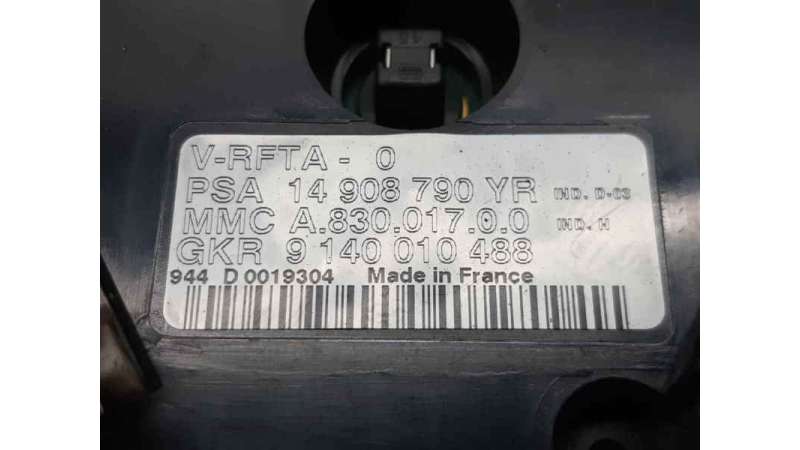 V-RFTA - 0
PSA 14 908 790 YR IND. D-03
MMC A.830.017.0.0 IND. H
GKR 9 140 010 488
944 D 0019304 Made in France